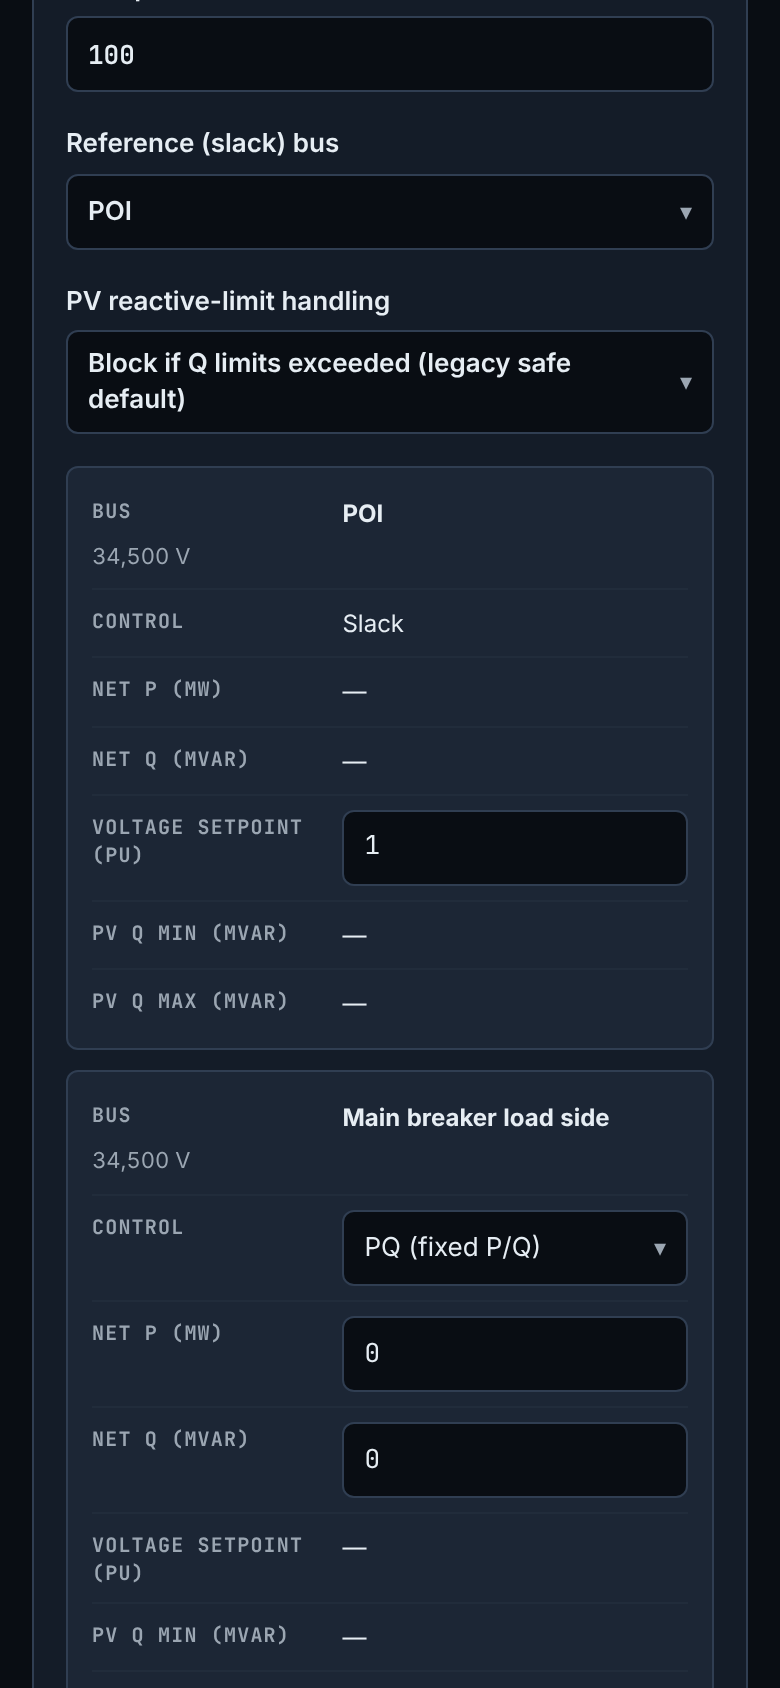 100
Reference (slack) bus
POI ▾
PV reactive-limit handling
Block if Q limits exceeded (legacy safe
default) ▾
BUS POI
34,500 V
CONTROL Slack
NET P (MW) —
NET Q (MVAR) —
VOLTAGE SETPOINT
(PU) 1
PV Q MIN (MVAR) —
PV Q MAX (MVAR) —
BUS Main breaker load side
34,500 V
CONTROL PQ (fixed P/Q) ▾
NET P (MW) 0
NET Q (MVAR) 0
VOLTAGE SETPOINT —
(PU)
PV Q MIN (MVAR) —